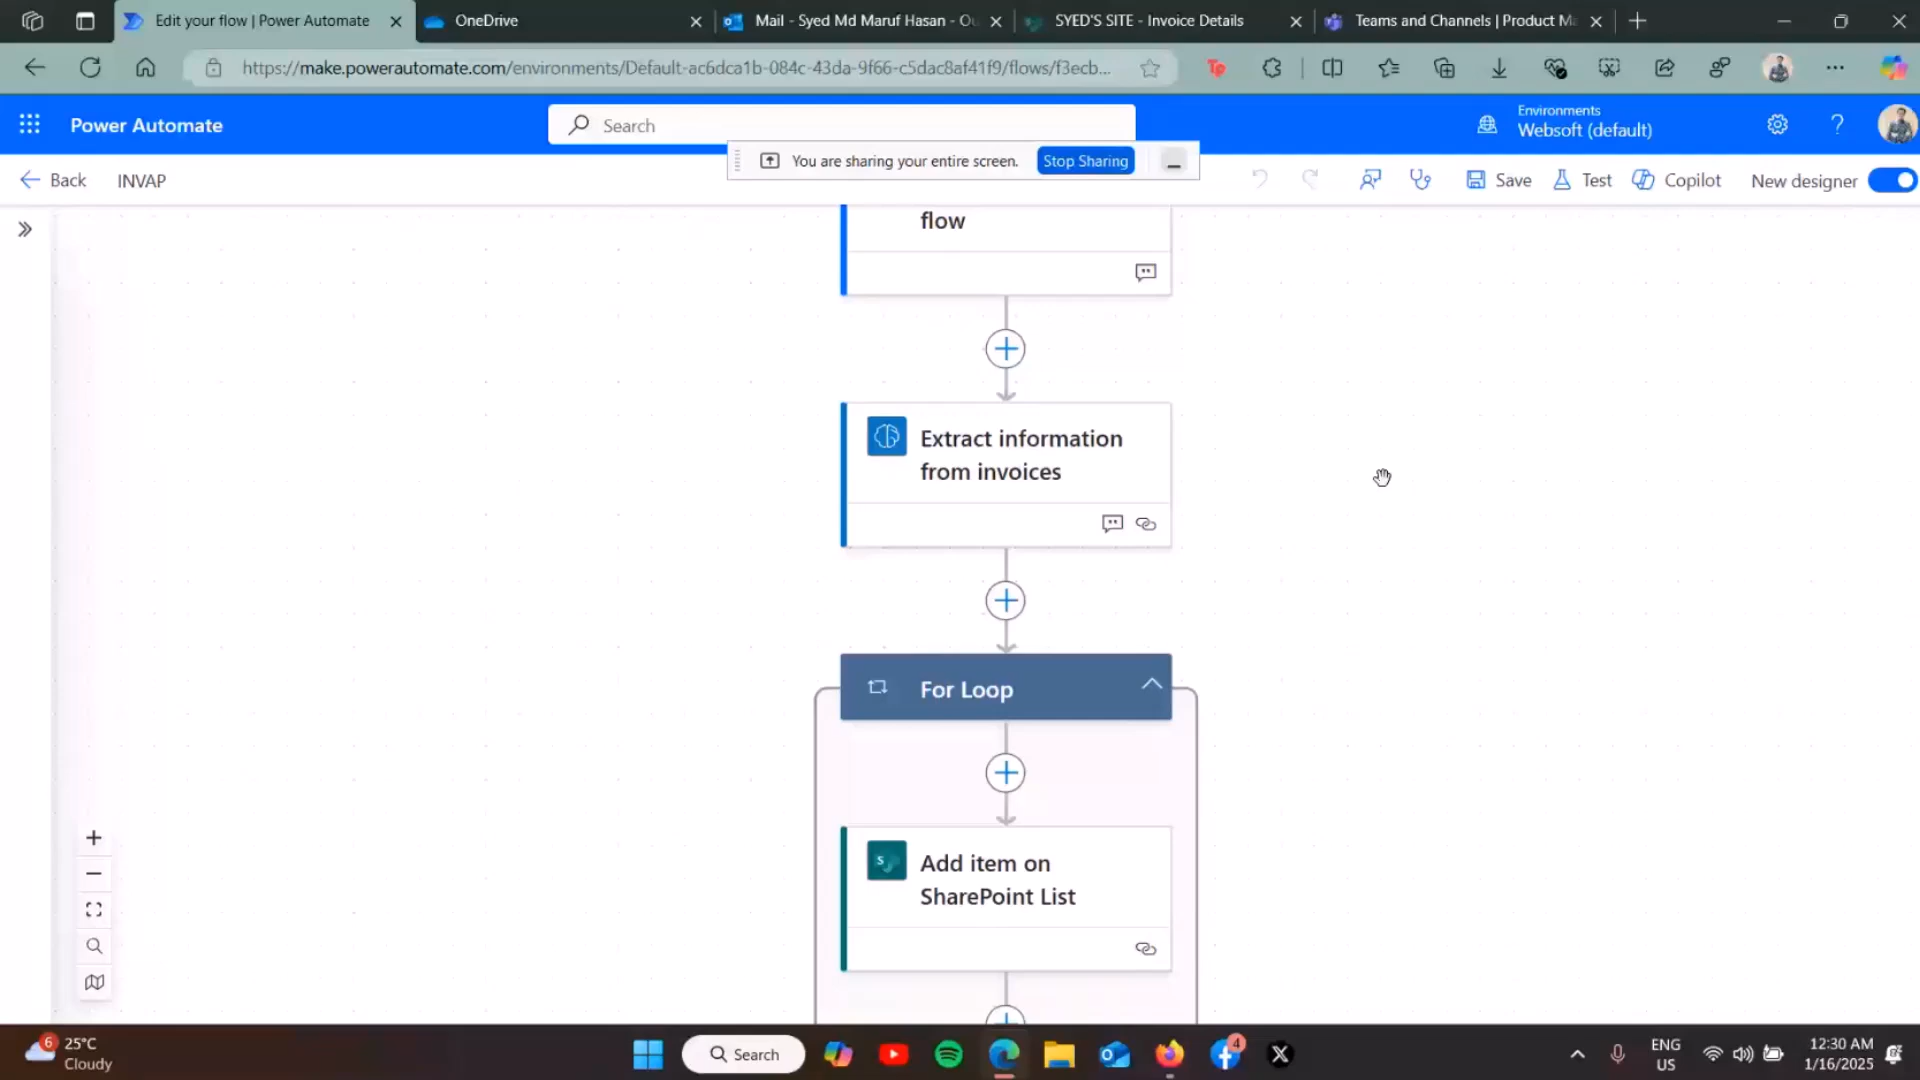 Edit your flow | Power Automate
OneDrive
Mail - Syed Md Maruf Hasan - Ou
SYED'S SITE - Invoice Details
Teams and Channels | Product Ma
https://make.powerautomate.com/environments/Default-ac6dca1b-084c-43da-9f66-c5dac8af41f9/flows/f3ecb...
Power Automate
Search
Environments
Websoft (default)
You are sharing your entire screen.
Stop Sharing
Back
INVAP
Save
Test
Copilot
New designer
flow
Extract information
from invoices
For Loop
Add item on
SharePoint List
6
25°C
Cloudy
Search
4
ENG
US
12:30 AM
1/16/2025